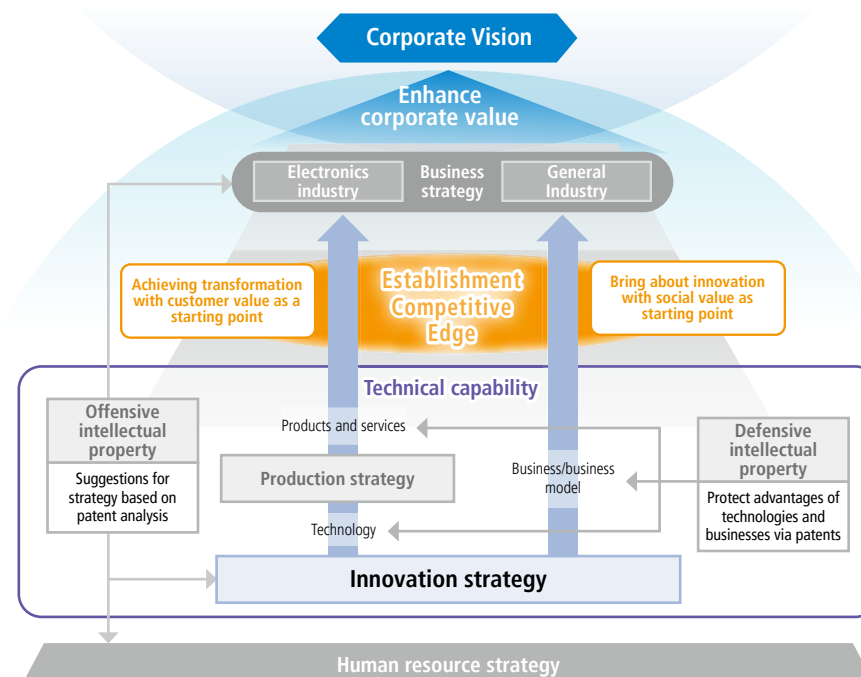 Corporate Vision
Enhance
corporate value
Electronics
industry
Business
strategy
General
Industry
Achieving transformation
with customer value as a
starting point
Establishment
Competitive
Edge
Bring about innovation
with social value as
starting point
Technical capability
Offensive
intellectual
property
Suggestions for
strategy based on
patent analysis
Products and services
Production strategy
Technology
Business/business
model
Defensive
intellectual
property
Protect advantages of
technologies and
businesses via patents
Innovation strategy
Human resource strategy